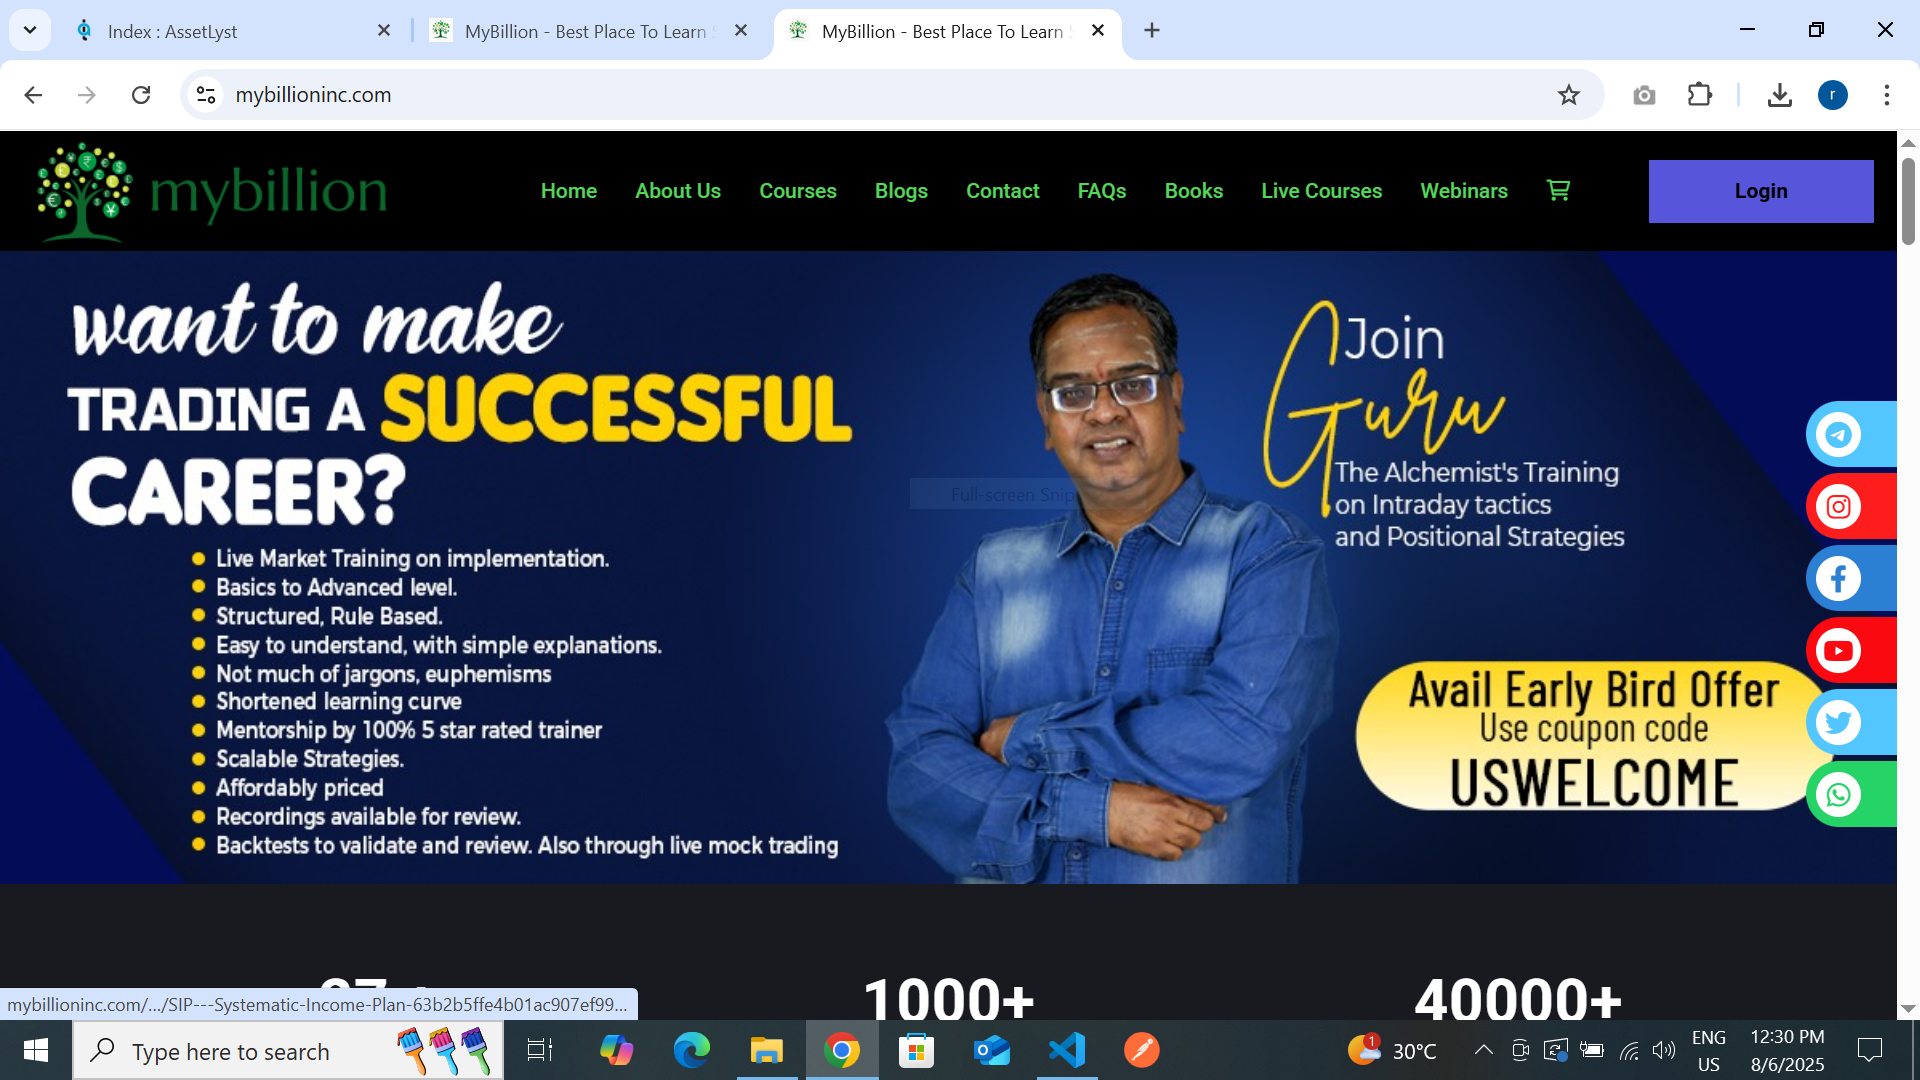 Index : AssetLyst
MyBillion - Best Place To Learn S
MyBillion - Best Place To Learn S
mybillioninc.com
mybillion
Home
About Us
Courses
Blogs
Contact
FAQs
Books
Live Courses
Webinars
Login
want to make
TRADING A SUCCESSFUL
CAREER?
Live Market Training on implementation.
Basics to Advanced level.
Structured, Rule Based.
Easy to understand, with simple explanations.
Not much of jargons, euphemisms
Shortened learning curve
Mentorship by 100% 5 star rated trainer
Scalable Strategies.
Affordably priced
Recordings available for review.
Backtests to validate and review. Also through live mock trading
Full-screen Snip
Join
Guru
The Alchemist's Training
on Intraday tactics
and Positional Strategies
Avail Early Bird Offer
Use coupon code
USWELCOME
1000+
40000+
mybillioninc.com/.../SIP---Systematic-Income-Plan-63b2b5ffe4b01ac907ef99...
Type here to search
1
30°C
ENG
US
12:30 PM
8/6/2025
r